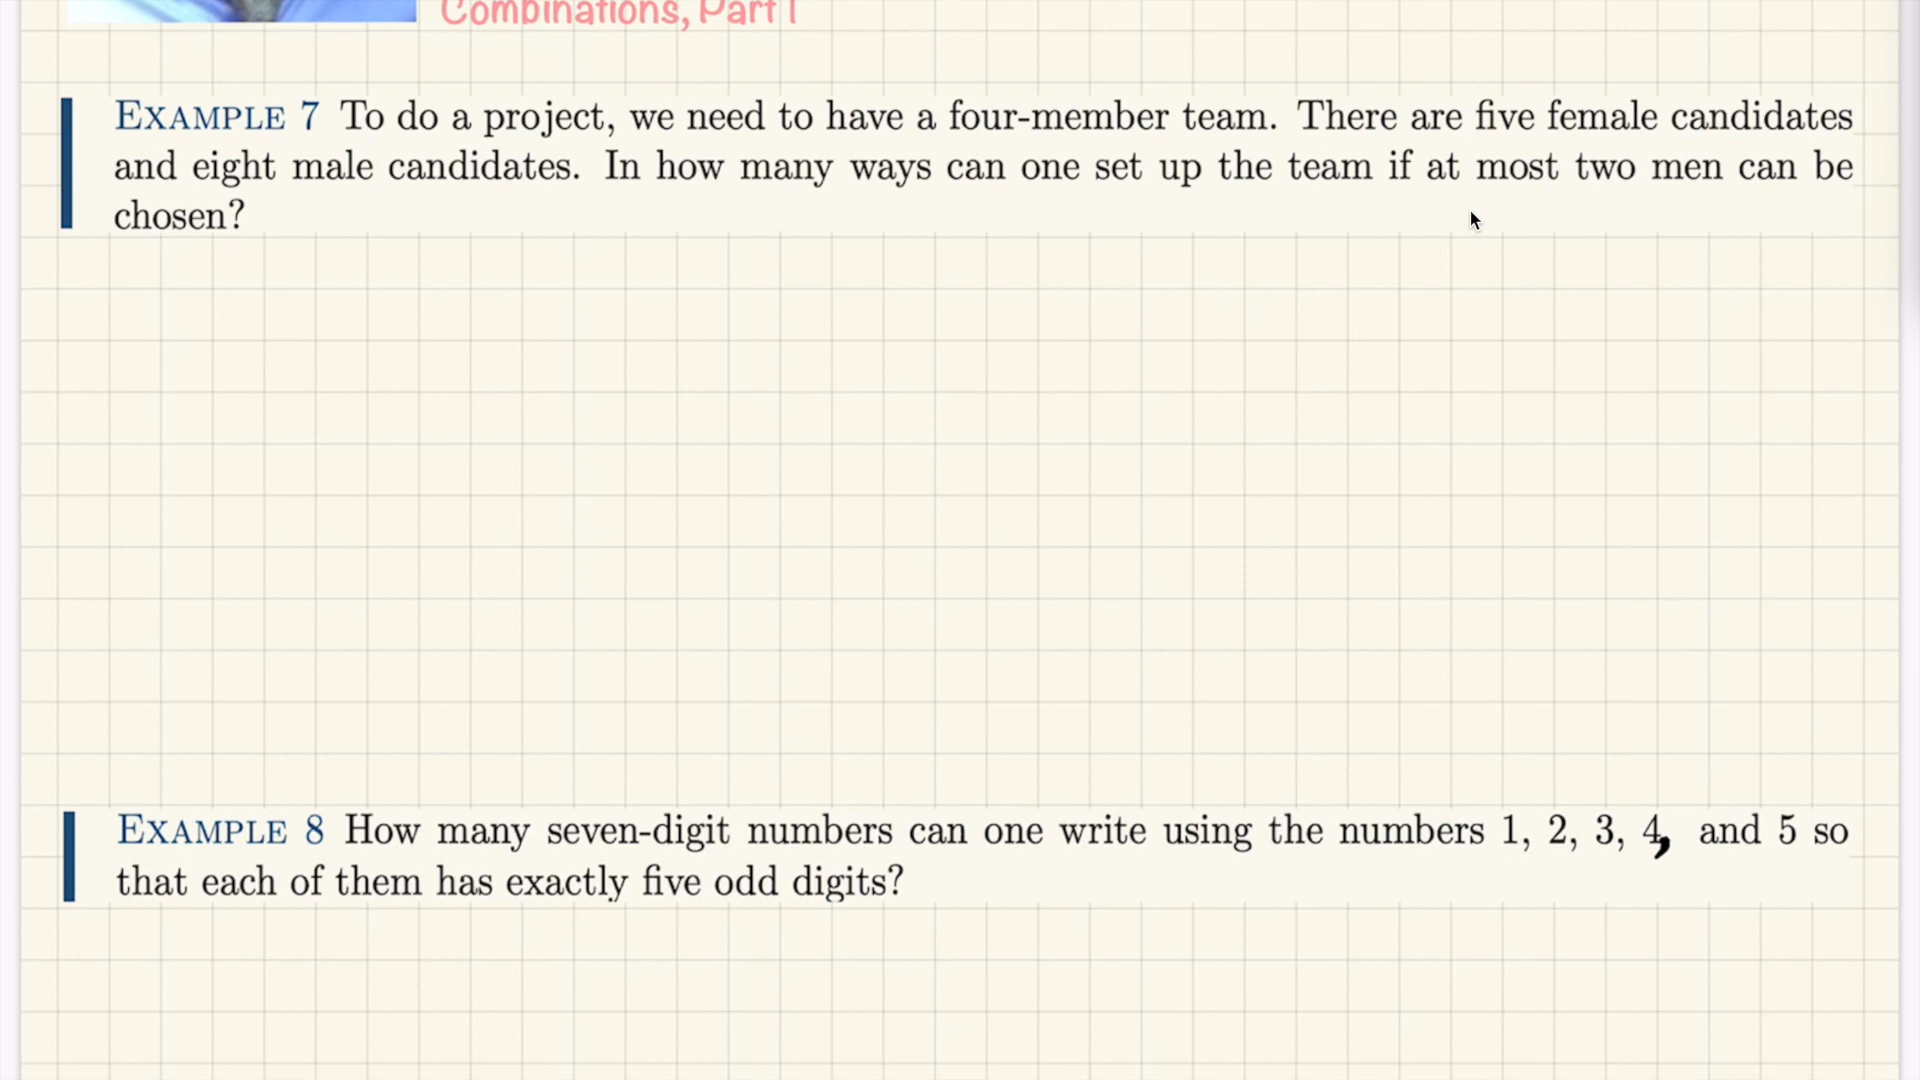 Combinations, Part I
EXAMPLE 7 To do a project, we need to have a four-member team. There are five female candidates
and eight male candidates. In how many ways can one set up the team if at most two men can be
chosen?
EXAMPLE 8 How many seven-digit numbers can one write using the numbers 1, 2, 3, 4, and 5 so
that each of them has exactly five odd digits?